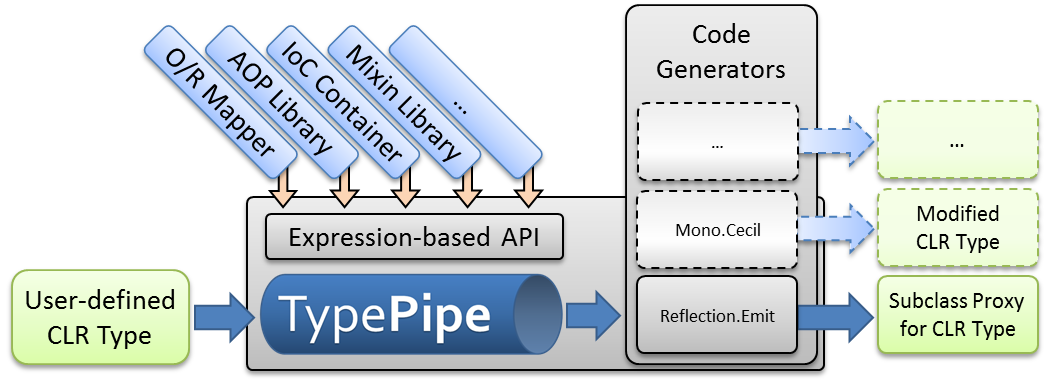 O/R Mapper
AOP Library
IoC Container
Mixin Library
...
Code
Generators
...
...
Mono.Cecil
Modified
CLR Type
Expression-based API
User-defined
CLR Type
TypePipe
Reflection.Emit
Subclass Proxy
for CLR Type